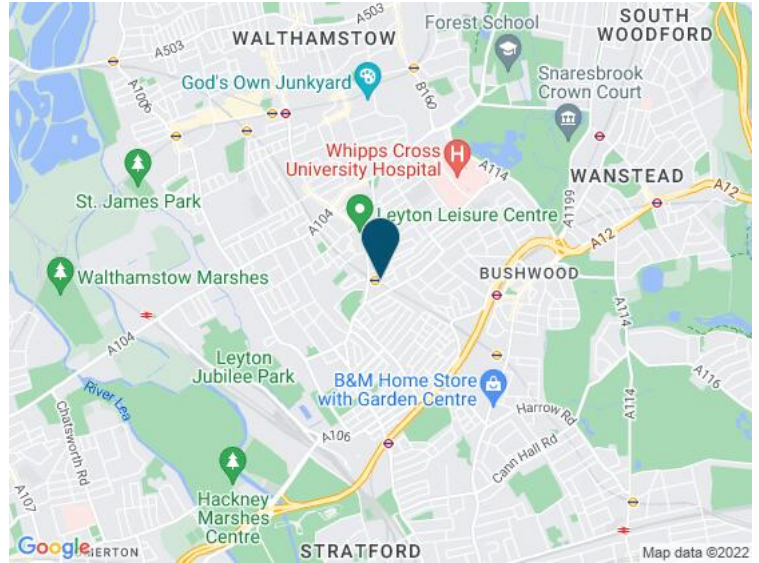 SOUTH
WOODFORD
Forest School
A503
A503
WALTHAMSTOW
God's Own Junkyard
B160
A1006
Snaresbrook
Crown Court
Whipps Cross
University Hospital
H
A114
WANSTEAD
St. James Park
A104
A1199
A12
Leyton Leisure Centre
A12
Walthamstow Marshes
BUSHWOOD
A104
A114
Leyton
Jubilee Park
A116
River Lea
B&M Home Store
with Garden Centre
Chatsworth Rd
A114
Harrow Rd
A106
Cann Hall Rd
A107
Hackney
Marshes
Centre
Google
ERTON
STRATFORD
Map data ©2022